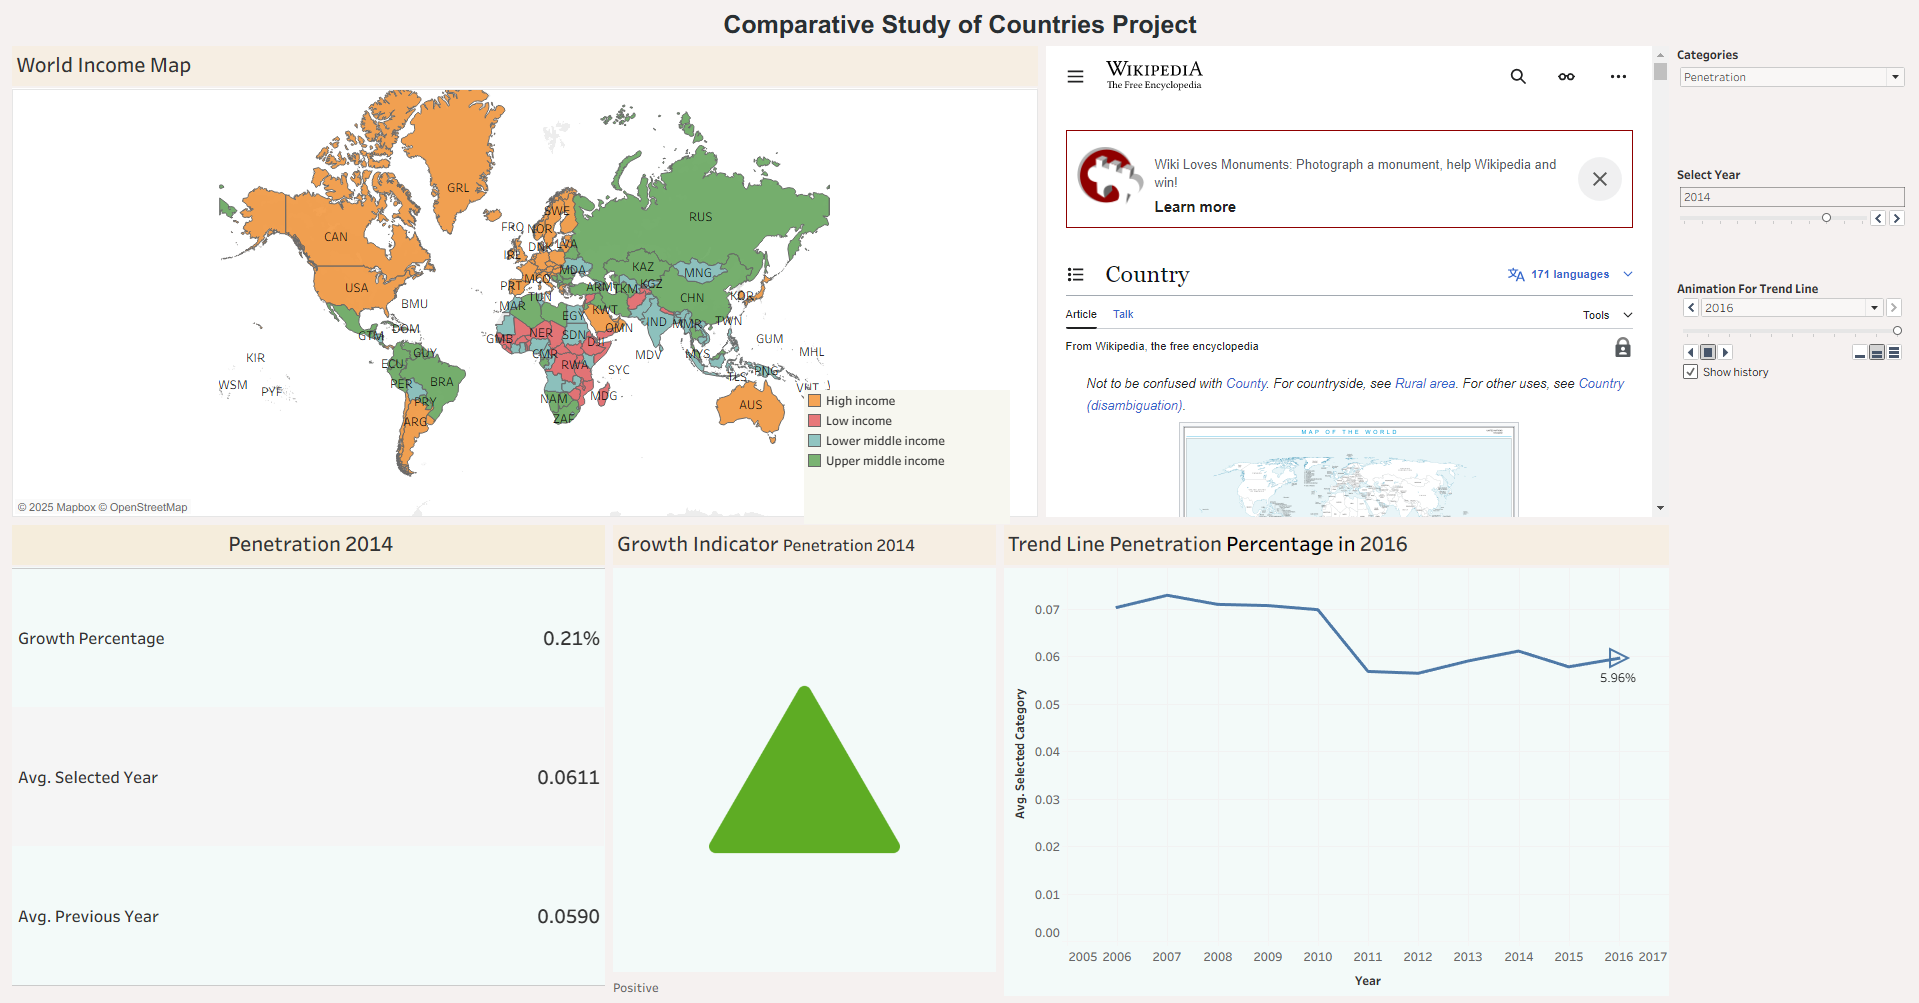 Comparative Study of Countries Project
World Income Map
GRL
CAN
USA
BMU
GTM
DOM
GUY
ECU
PER
BRA
PRY
ARG
KIR
WSM
PYF
FRO
NOR
SWE
DNK
LVA
IRL
MCO
MDA
PRT
TUN
MAR
RUS
KAZ
MNG
ARM
TKM
KGZ
CHN
KOR
EGY
KWT
OMN
IND
MMR
TWN
NER
SDN
DJI
GMB
CMR
RWA
MDV
MYS
GUM
MHL
SYC
TLS
PNG
VUT
NAM
MDG
ZAF
AUS
High income
Low income
Lower middle income
Upper middle income
© 2025 Mapbox © OpenStreetMap
WIKIPEDIA
The Free Encyclopedia
Wiki Loves Monuments: Photograph a monument, help Wikipedia and
win!
Learn more
Country
171 languages
Article Talk
Tools
From Wikipedia, the free encyclopedia
Not to be confused with County. For countryside, see Rural area. For other uses, see Country
(disambiguation).
MAP OF THE WORLD
Categories
Penetration
Select Year
2014
Animation For Trend Line
2016
Show history
Penetration 2014
Growth Percentage 0.21%
Avg. Selected Year 0.0611
Avg. Previous Year 0.0590
Growth Indicator Penetration 2014
Positive
Trend Line Penetration Percentage in 2016
Avg. Selected Category
0.07
0.06
0.05
0.04
0.03
0.02
0.01
0.00
5.96%
2005 2006 2007 2008 2009 2010 2011 2012 2013 2014 2015 2016 2017
Year